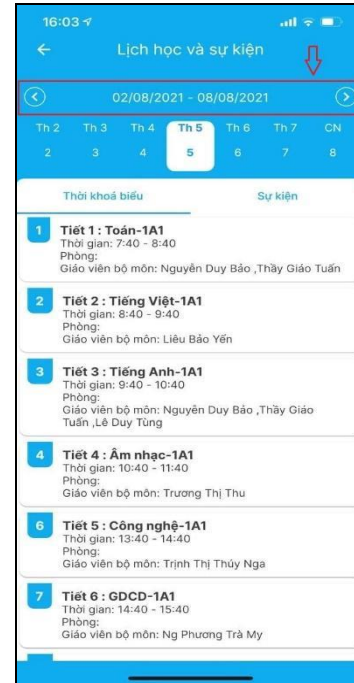 16:03
Lịch học và sự kiện
02/08/2021 - 08/08/2021
Th 2 Th 3 Th 4 Th 5 Th 6 Th 7 CN
2 3 4 5 6 7 8
Thời khoá biểu Sự kiện
1 Tiết 1 : Toán-1A1
Thời gian: 7:40 - 8:40
Phòng:
Giáo viên bộ môn: Nguyễn Duy Bảo ,Thầy Giáo Tuấn
2 Tiết 2 : Tiếng Việt-1A1
Thời gian: 8:40 - 9:40
Phòng:
Giáo viên bộ môn: Liêu Bảo Yến
3 Tiết 3 : Tiếng Anh-1A1
Thời gian: 9:40 - 10:40
Phòng:
Giáo viên bộ môn: Nguyễn Duy Bảo ,Thầy Giáo
Tuấn ,Lê Duy Tùng
4 Tiết 4 : Âm nhạc-1A1
Thời gian: 10:40 - 11:40
Phòng:
Giáo viên bộ môn: Trương Thị Thu
6 Tiết 5 : Công nghệ-1A1
Thời gian: 13:40 - 14:40
Phòng:
Giáo viên bộ môn: Trịnh Thị Thúy Nga
7 Tiết 6 : GDCD-1A1
Thời gian: 14:40 - 15:40
Phòng:
Giáo viên bộ môn: Ng Phương Trà My